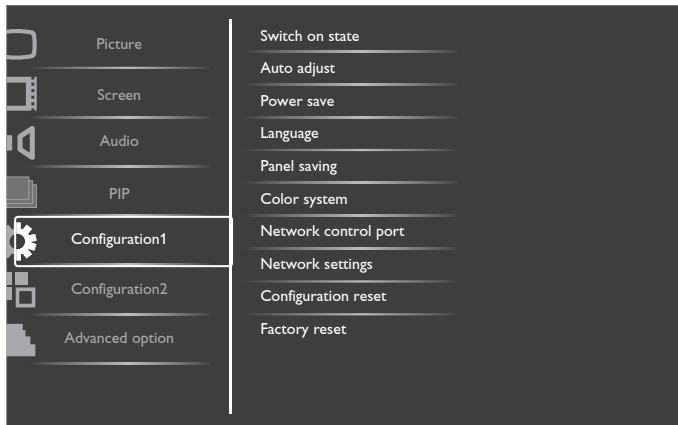 Picture
Screen
Audio
PIP
Configuration1
Configuration2
Advanced option
Switch on state
Auto adjust
Power save
Language
Panel saving
Color system
Network control port
Network settings
Configuration reset
Factory reset